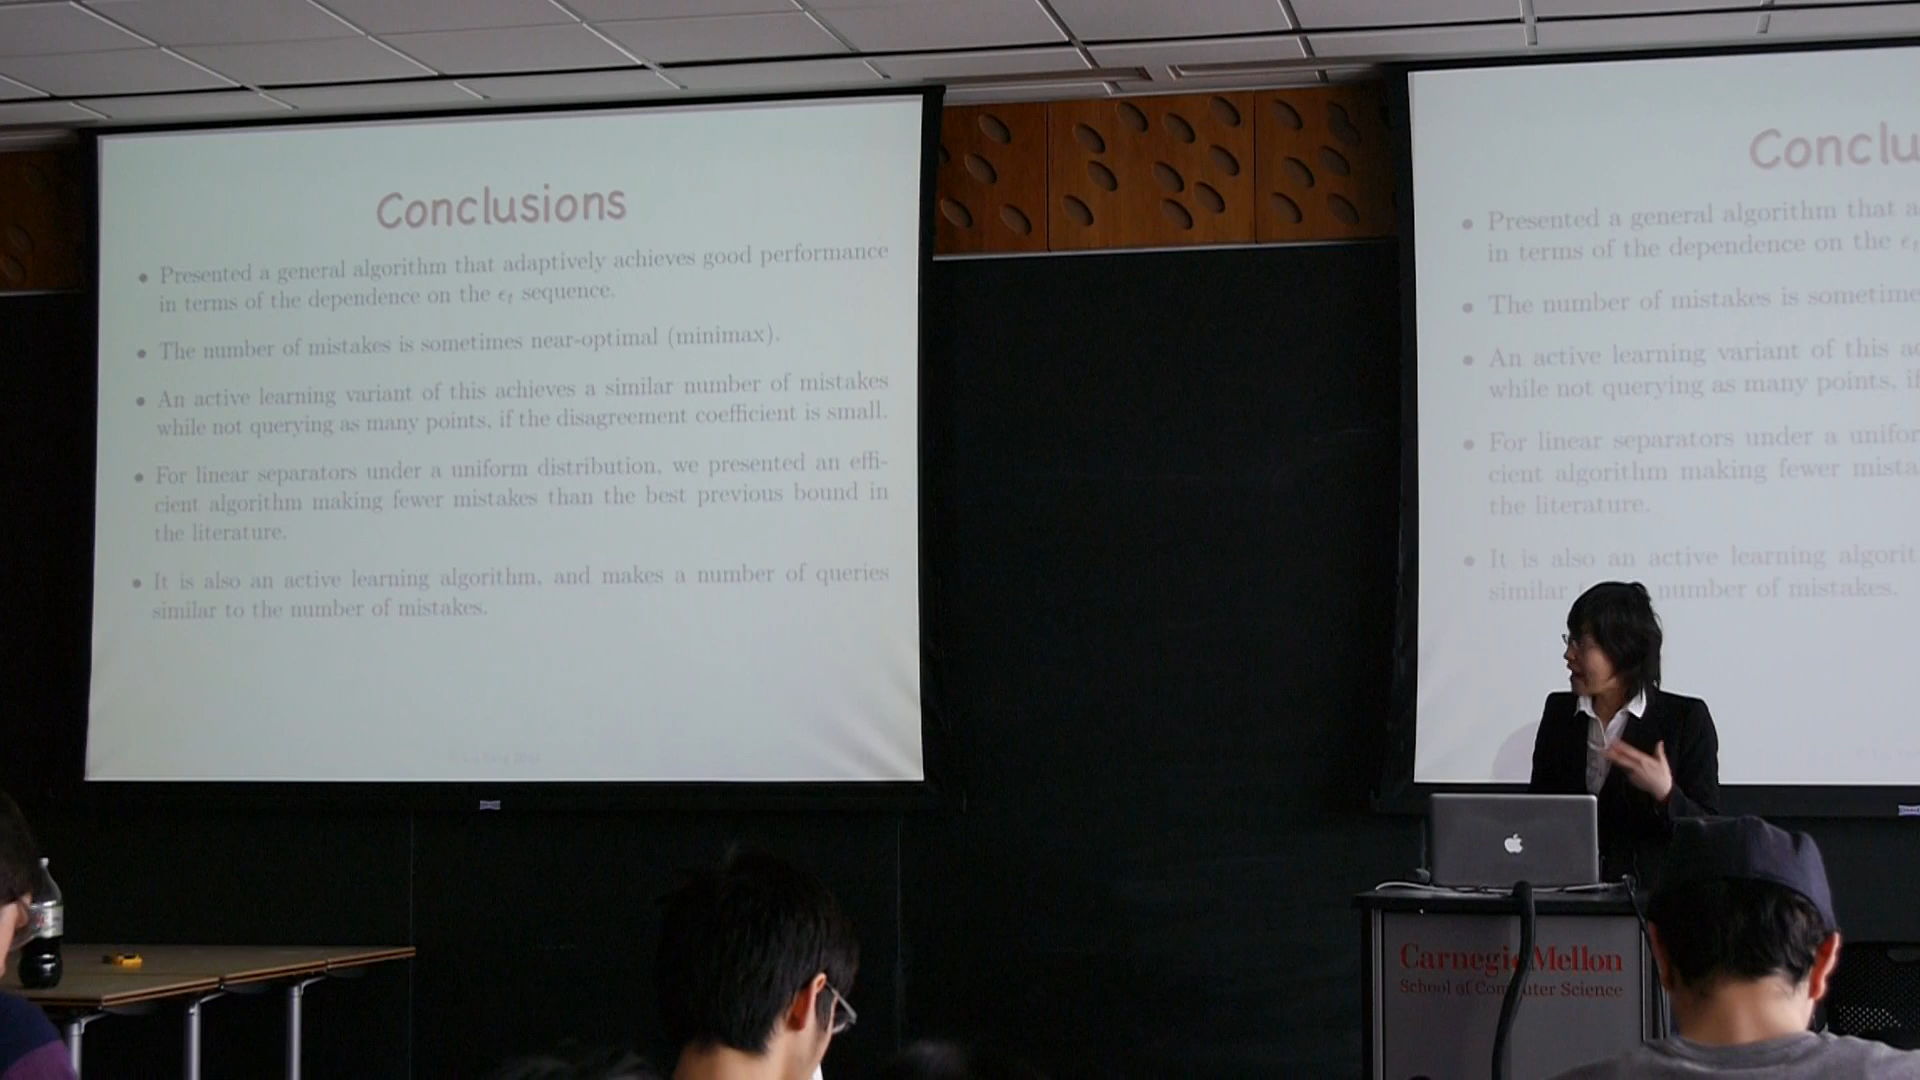 Conclusions
• Presented a general algorithm that adaptively achieves good performance
in terms of the dependence on the ϵt sequence.
• The number of mistakes is sometimes near-optimal (minimax).
• An active learning variant of this achieves a similar number of mistakes
while not querying as many points, if the disagreement coefficient is small.
• For linear separators under a uniform distribution, we presented an effi-
cient algorithm making fewer mistakes than the best previous bound in
the literature.
• It is also an active learning algorithm, and makes a number of queries
similar to the number of mistakes.
Conclu
• Presented a general algorithm that a
in terms of the dependence on the ϵt
• The number of mistakes is sometime
• An active learning variant of this ac
while not querying as many points, if
• For linear separators under a unifor
cient algorithm making fewer mista
the literature.
• It is also an active learning algorit
similar number of mistakes.
Carnegie Mellon
School of Computer Science